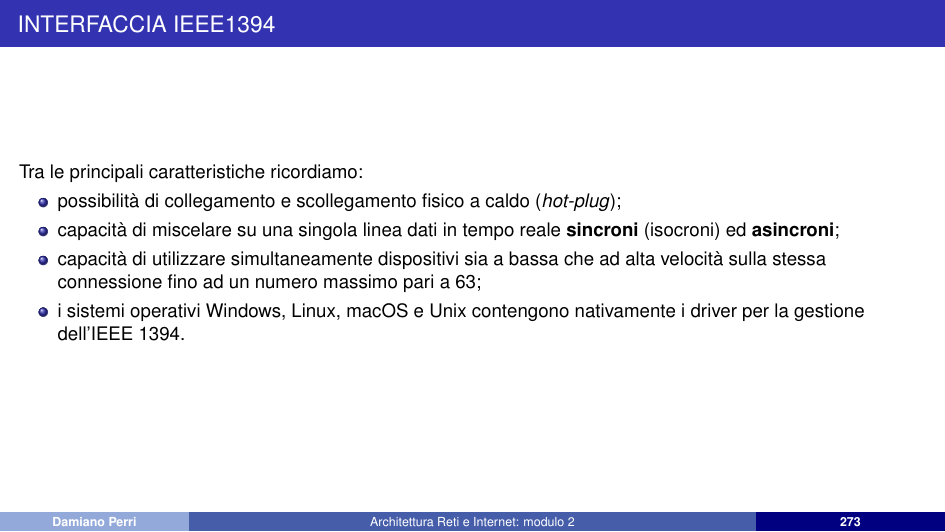 INTERFACCIA IEEE1394
Tra le principali caratteristiche ricordiamo:
possibilità di collegamento e scollegamento fisico a caldo (hot-plug);
capacità di miscelare su una singola linea dati in tempo reale sincroni (isocroni) ed asincroni;
capacità di utilizzare simultaneamente dispositivi sia a bassa che ad alta velocità sulla stessa
connessione fino ad un numero massimo pari a 63;
i sistemi operativi Windows, Linux, macOS e Unix contengono nativamente i driver per la gestione
dell'IEEE 1394.
Damiano Perri Architettura Reti e Internet: modulo 2 273